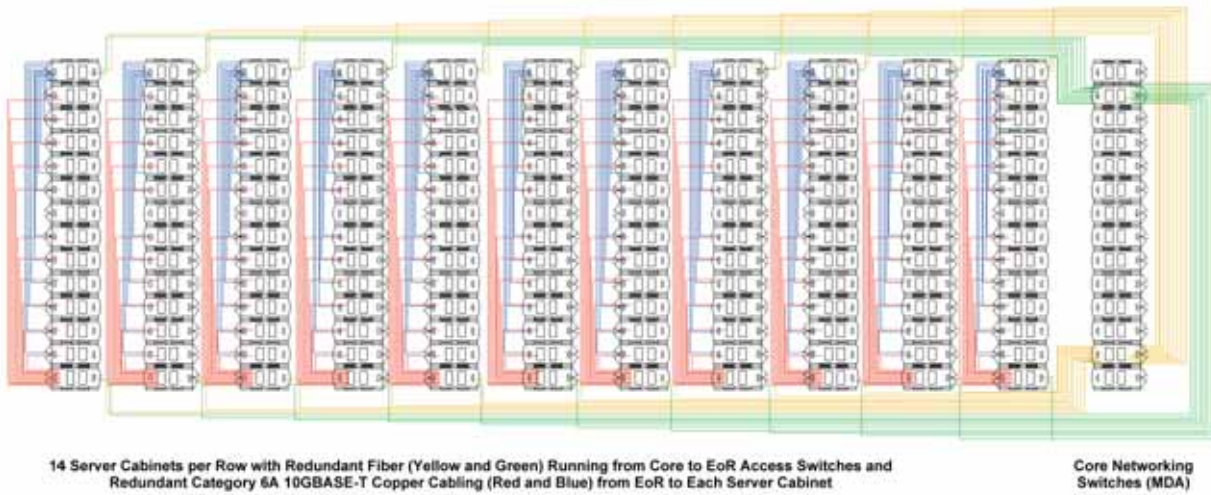 14 Server Cabinets per Row with Redundant Fiber (Yellow and Green) Running from Core to EoR Access Switches and
Redundant Category 6A 10GBASE-T Copper Cabling (Red and Blue) from EoR to Each Server Cabinet
Core Networking
Switches (MDA)